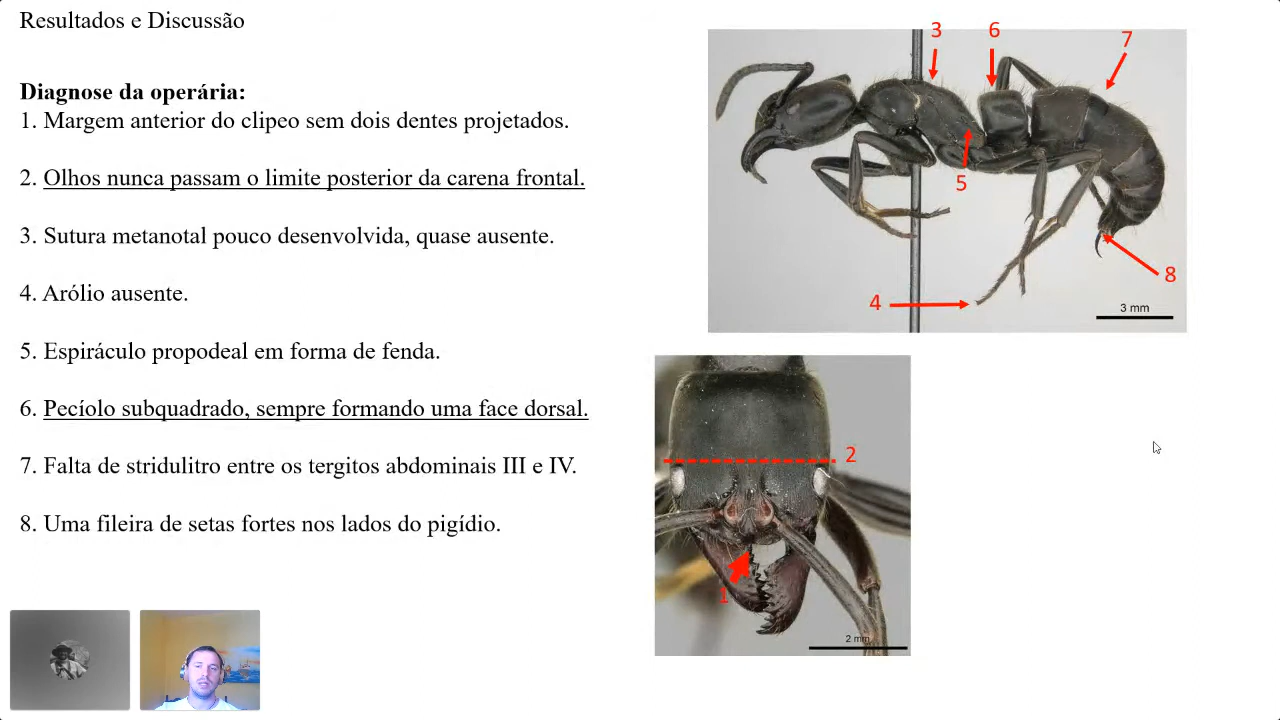 Resultados e Discussão
Diagnose da operária:
1. Margem anterior do clipeo sem dois dentes projetados.
2. Olhos nunca passam o limite posterior da carena frontal.
3. Sutura metanotal pouco desenvolvida, quase ausente.
4. Arólio ausente.
5. Espiráculo propodeal em forma de fenda.
6. Pecíolo subquadrado, sempre formando uma face dorsal.
7. Falta de stridulitro entre os tergitos abdominais III e IV.
8. Uma fileira de setas fortes nos lados do pigídio.
3
6
7
5
8
4
3 mm
2
1
2 mm